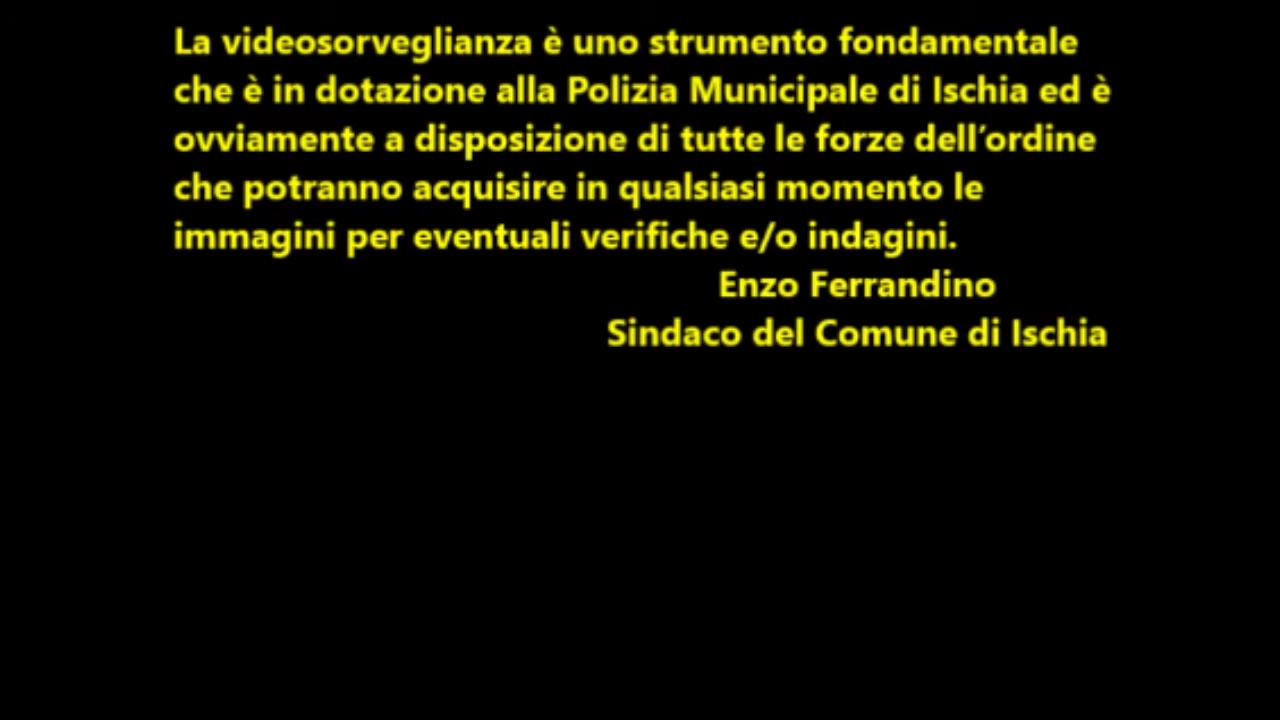 La videosorveglianza è uno strumento fondamentale
che è in dotazione alla Polizia Municipale di Ischia ed è
ovviamente a disposizione di tutte le forze dell'ordine
che potranno acquisire in qualsiasi momento le
immagini per eventuali verifiche e/o indagini.
Enzo Ferrandino
Sindaco del Comune di Ischia